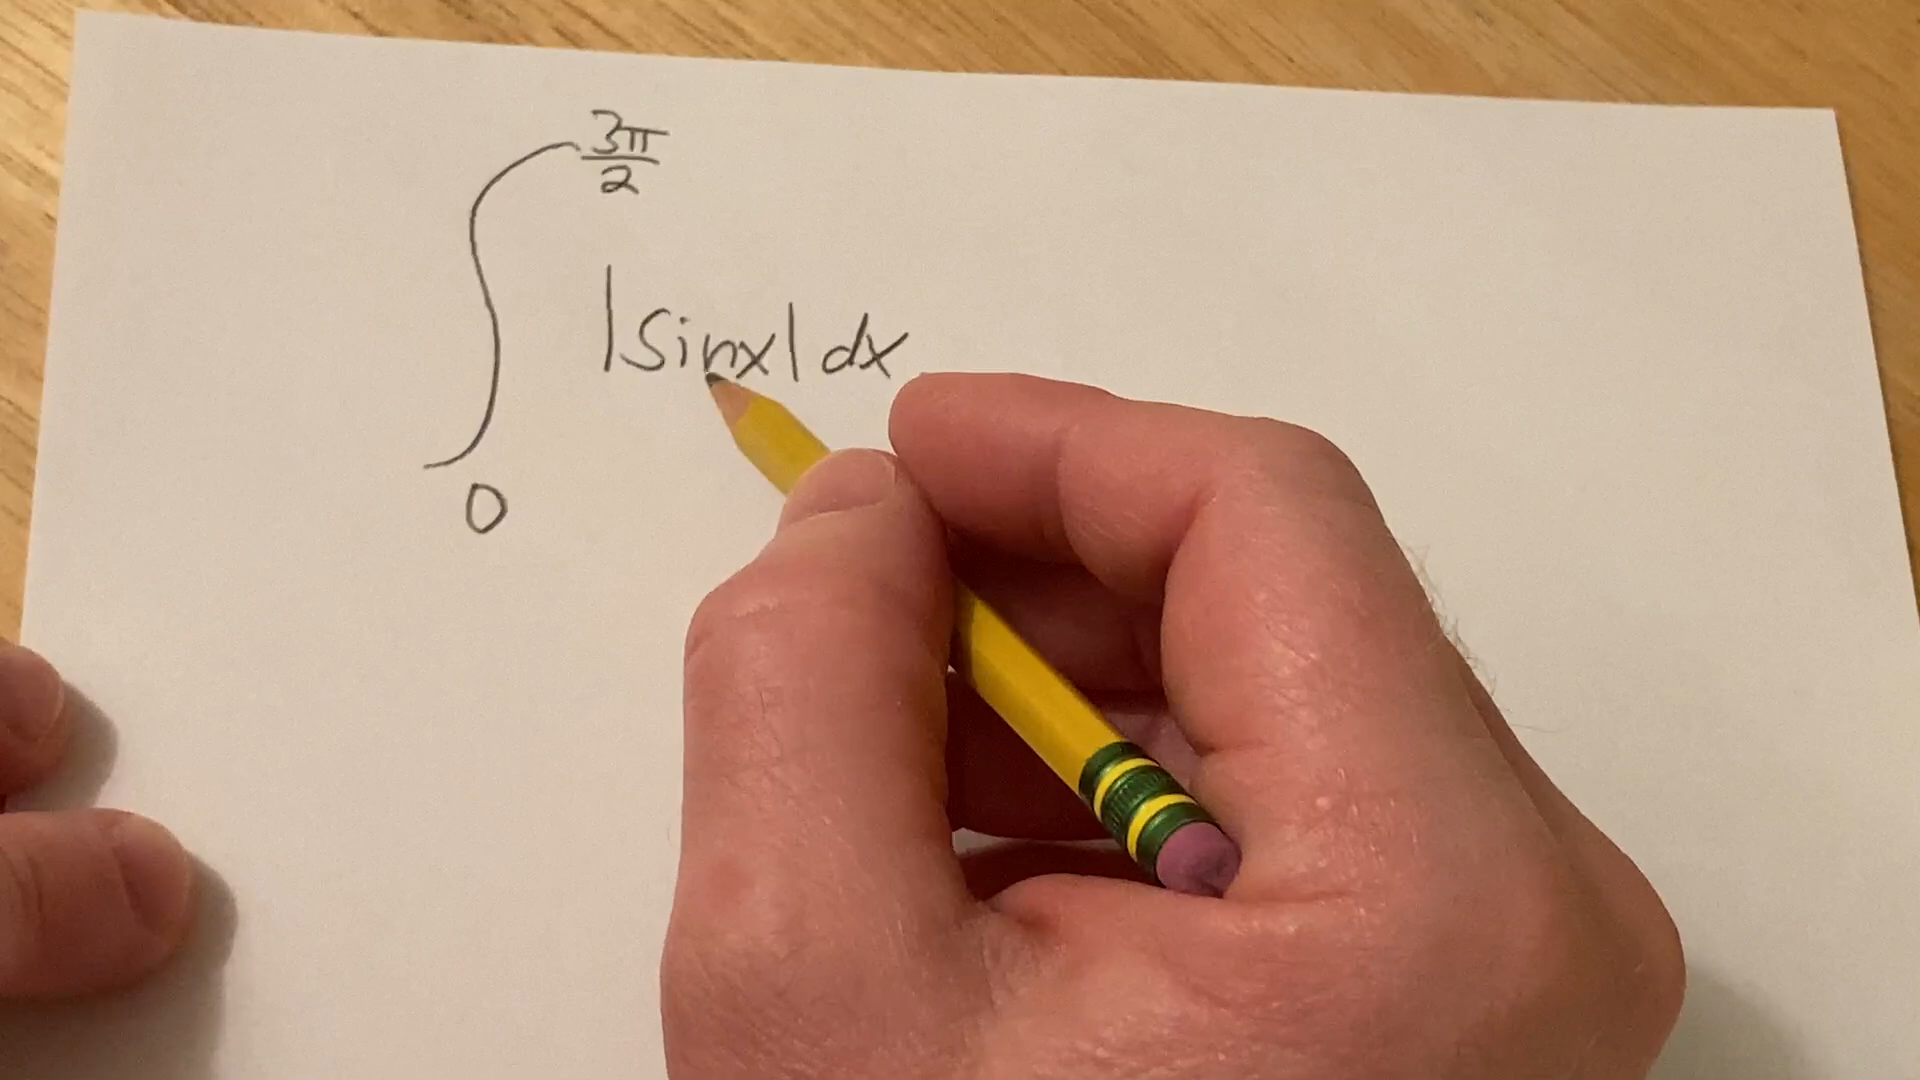 ∫₀^(3π/2) |sinx| dx